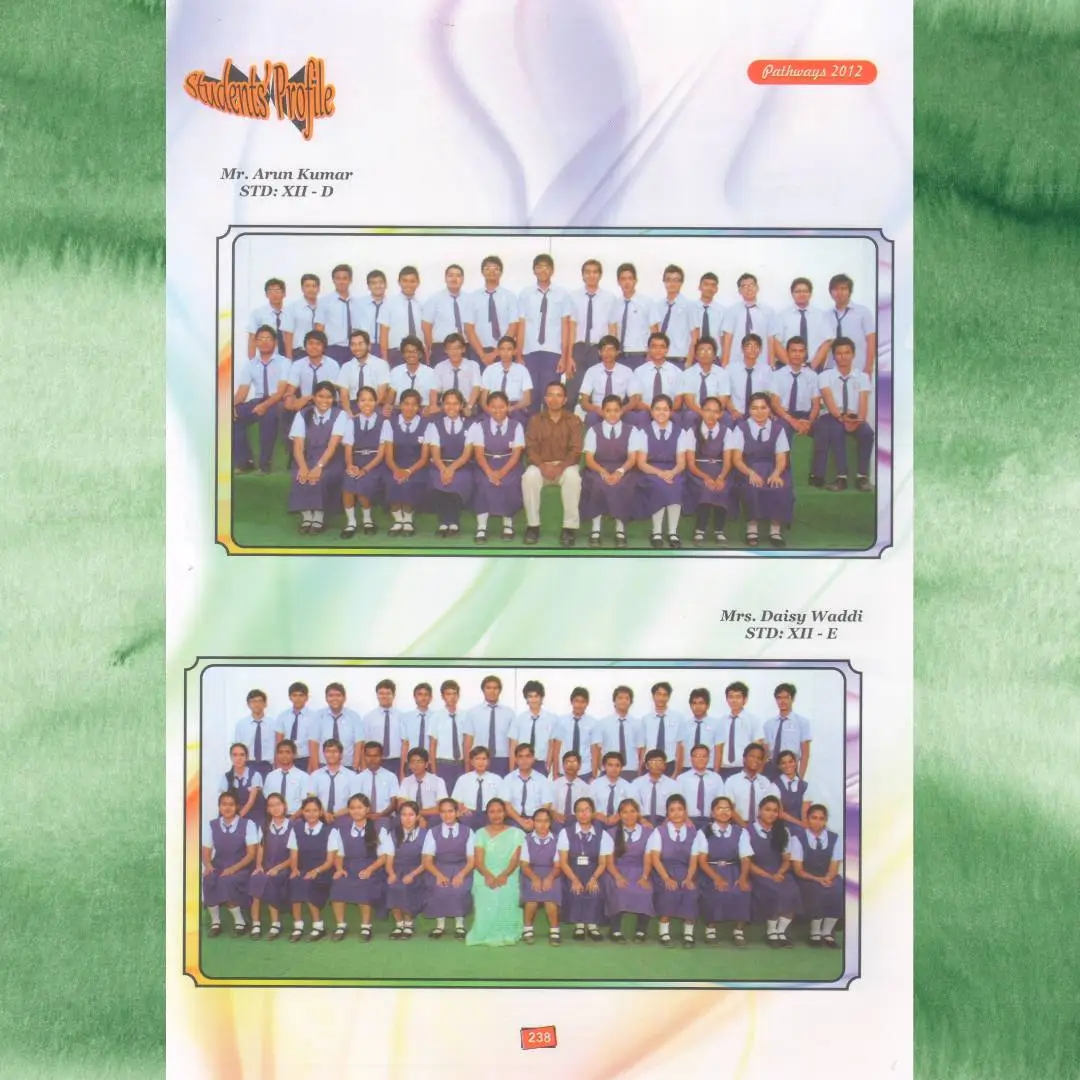 Students' Profile
Pathways 2012
Mr. Arun Kumar
STD: XII - D
Mrs. Daisy Waddi
STD: XII - E
238